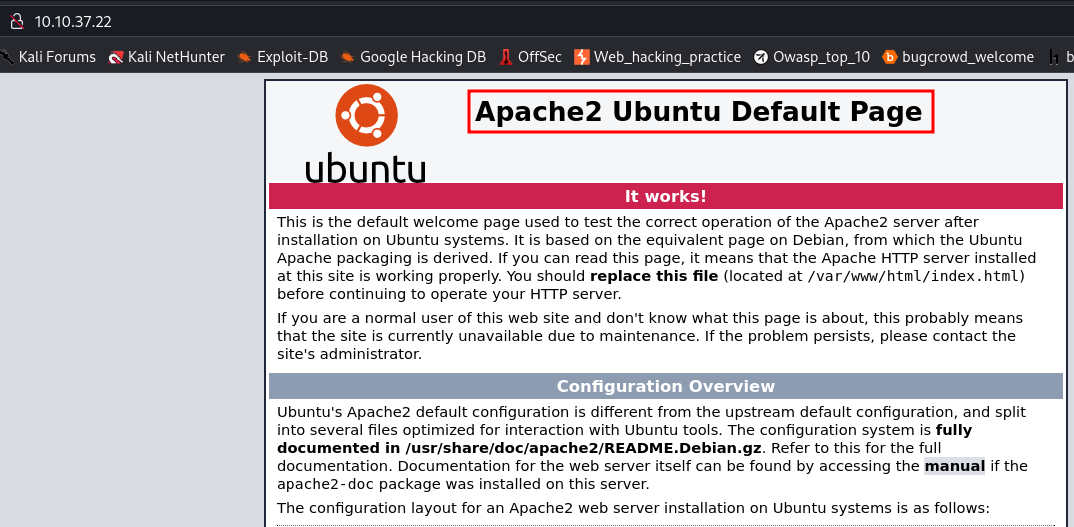 10.10.37.22
Kali Forums Kali NetHunter Exploit-DB Google Hacking DB OffSec Web_hacking_practice Owasp_top_10 bugcrowd_welcome
ubuntu
Apache2 Ubuntu Default Page
It works!
This is the default welcome page used to test the correct operation of the Apache2 server after
installation on Ubuntu systems. It is based on the equivalent page on Debian, from which the Ubuntu
Apache packaging is derived. If you can read this page, it means that the Apache HTTP server installed
at this site is working properly. You should replace this file (located at /var/www/html/index.html)
before continuing to operate your HTTP server.
If you are a normal user of this web site and don't know what this page is about, this probably means
that the site is currently unavailable due to maintenance. If the problem persists, please contact the
site's administrator.
Configuration Overview
Ubuntu's Apache2 default configuration is different from the upstream default configuration, and split
into several files optimized for interaction with Ubuntu tools. The configuration system is fully
documented in /usr/share/doc/apache2/README.Debian.gz. Refer to this for the full
documentation. Documentation for the web server itself can be found by accessing the manual if the
apache2-doc package was installed on this server.
The configuration layout for an Apache2 web server installation on Ubuntu systems is as follows: